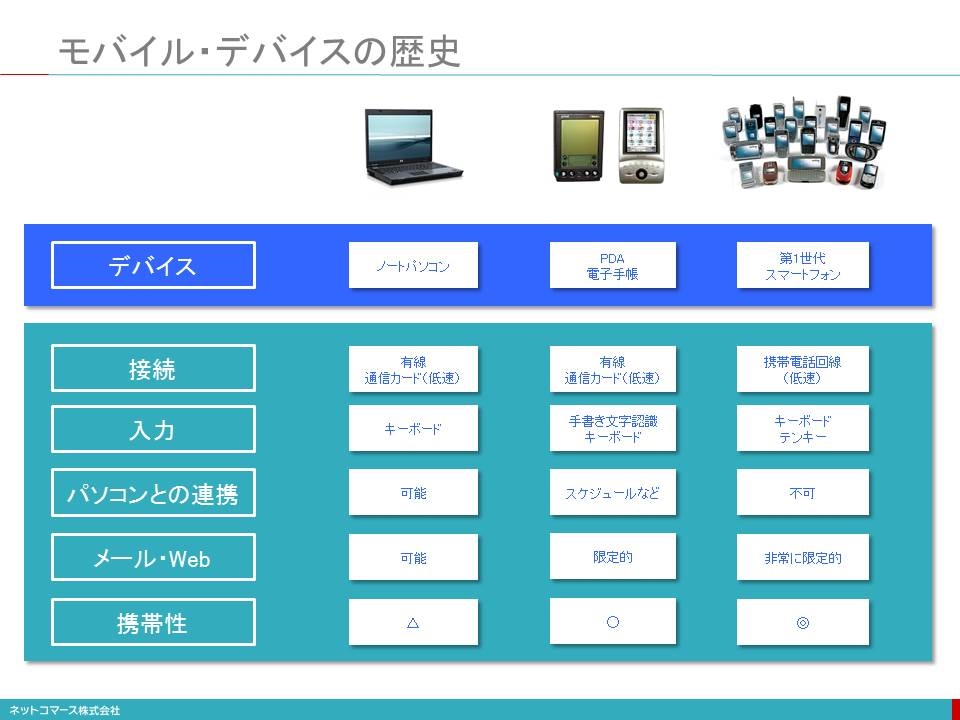 モバイル・デバイスの歴史
デバイス
ノートパソコン
PDA
電子手帳
第1世代
スマートフォン
接続
有線
通信カード(低速)
有線
通信カード(低速)
携帯電話回線
(低速)
入力
キーボード
手書き文字認識
キーボード
キーボード
テンキー
パソコンとの連携
可能
スケジュールなど
不可
メール・Web
可能
限定的
非常に限定的
携帯性
△
○
◎
ネットコマース株式会社